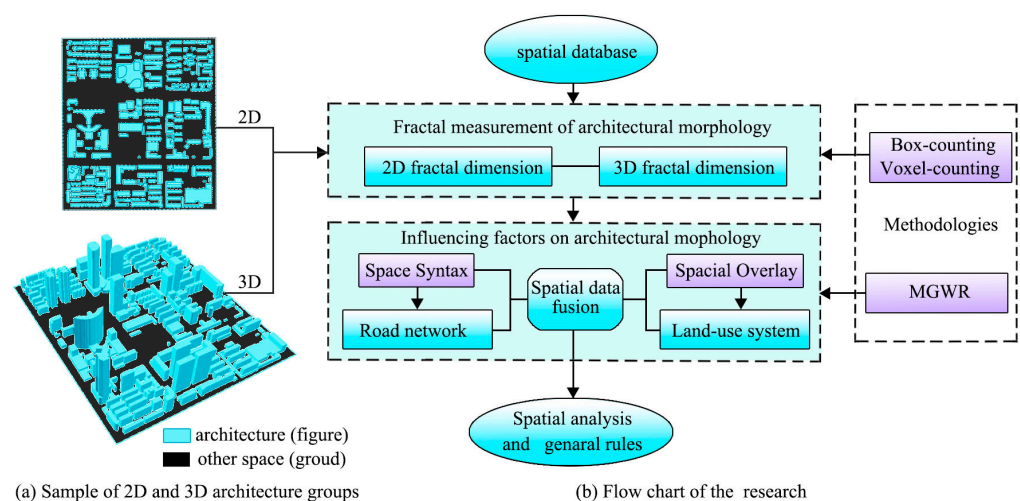 spatial database
2D
Fractal measurement of architectural morphology
2D fractal dimension
3D fractal dimension
Box-counting
Voxel-counting
Methodologies
Influencing factors on architectural mophology
Space Syntax
Spacial Overlay
Spatial data
fusion
3D
MGWR
Road network
Land-use system
Spatial analysis
and genaral rules
architecture (figure)
other space (groud)
(a) Sample of 2D and 3D architecture groups
(b) Flow chart of the research